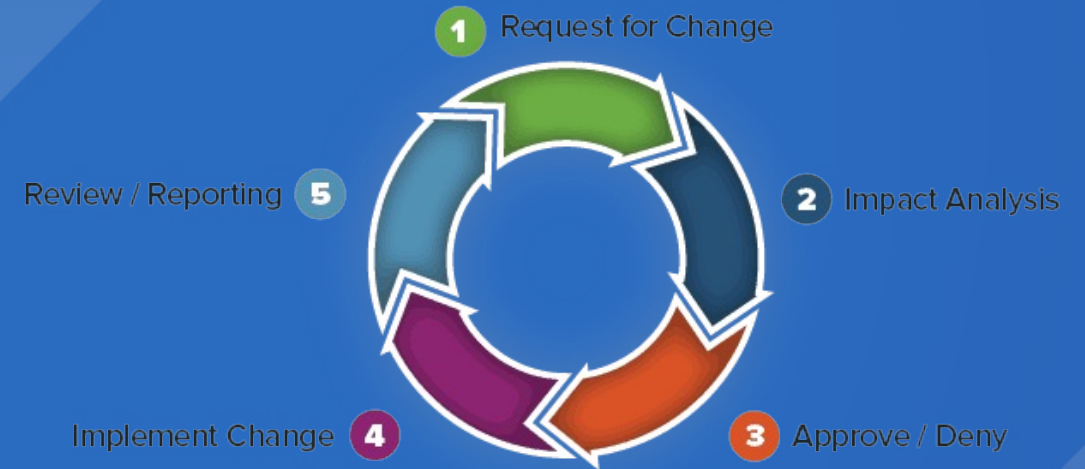 1 Request for Change
2 Impact Analysis
3 Approve / Deny
4 Implement Change
5 Review / Reporting